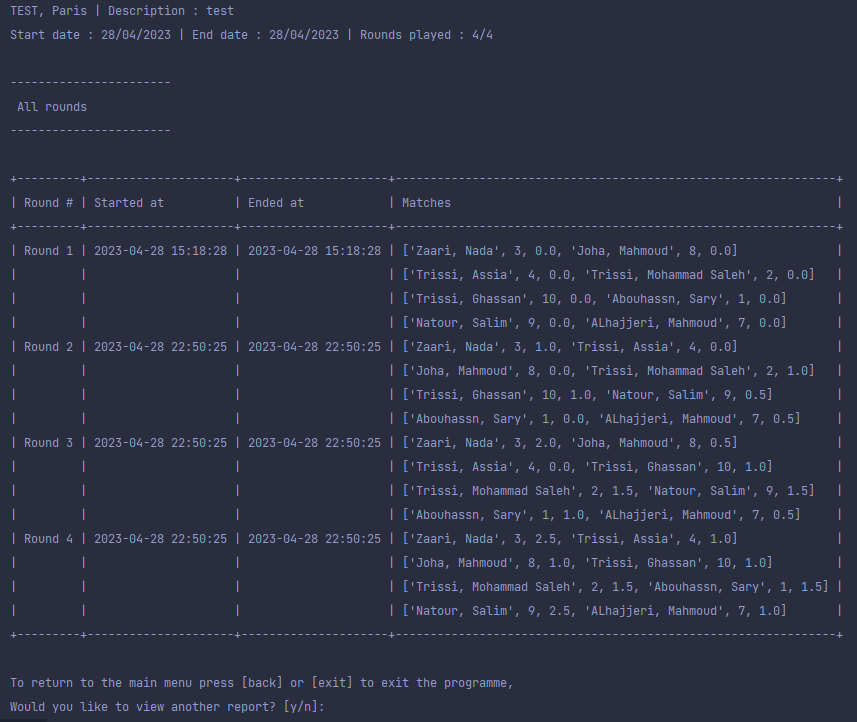 TEST, Paris | Description : test
Start date : 28/04/2023 | End date : 28/04/2023 | Rounds played : 4/4
-----------------------
 All rounds
-----------------------
+---------+---------------------+---------------------+---------------------------------------------------------------+
| Round # | Started at          | Ended at            | Matches                                                       |
+---------+---------------------+---------------------+---------------------------------------------------------------+
| Round 1 | 2023-04-28 15:18:28 | 2023-04-28 15:18:28 | ['Zaari, Nada', 3, 0.0, 'Joha, Mahmoud', 8, 0.0]              |
|         |                     |                     | ['Trissi, Assia', 4, 0.0, 'Trissi, Mohammad Saleh', 2, 0.0]   |
|         |                     |                     | ['Trissi, Ghassan', 10, 0.0, 'Abouhassn, Sary', 1, 0.0]       |
|         |                     |                     | ['Natour, Salim', 9, 0.0, 'ALhajjeri, Mahmoud', 7, 0.0]       |
| Round 2 | 2023-04-28 22:50:25 | 2023-04-28 22:50:25 | ['Zaari, Nada', 3, 1.0, 'Trissi, Assia', 4, 0.0]              |
|         |                     |                     | ['Joha, Mahmoud', 8, 0.0, 'Trissi, Mohammad Saleh', 2, 1.0]   |
|         |                     |                     | ['Trissi, Ghassan', 10, 1.0, 'Natour, Salim', 9, 0.5]         |
|         |                     |                     | ['Abouhassn, Sary', 1, 0.0, 'ALhajjeri, Mahmoud', 7, 0.5]     |
| Round 3 | 2023-04-28 22:50:25 | 2023-04-28 22:50:25 | ['Zaari, Nada', 3, 2.0, 'Joha, Mahmoud', 8, 0.5]              |
|         |                     |                     | ['Trissi, Assia', 4, 0.0, 'Trissi, Ghassan', 10, 1.0]         |
|         |                     |                     | ['Trissi, Mohammad Saleh', 2, 1.5, 'Natour, Salim', 9, 1.5]   |
|         |                     |                     | ['Abouhassn, Sary', 1, 1.0, 'ALhajjeri, Mahmoud', 7, 0.5]     |
| Round 4 | 2023-04-28 22:50:25 | 2023-04-28 22:50:25 | ['Zaari, Nada', 3, 2.5, 'Trissi, Assia', 4, 1.0]              |
|         |                     |                     | ['Joha, Mahmoud', 8, 1.0, 'Trissi, Ghassan', 10, 1.0]         |
|         |                     |                     | ['Trissi, Mohammad Saleh', 2, 1.5, 'Abouhassn, Sary', 1, 1.5] |
|         |                     |                     | ['Natour, Salim', 9, 2.5, 'ALhajjeri, Mahmoud', 7, 1.0]       |
+---------+---------------------+---------------------+---------------------------------------------------------------+
To return to the main menu press [back] or [exit] to exit the programme,
Would you like to view another report? [y/n]: